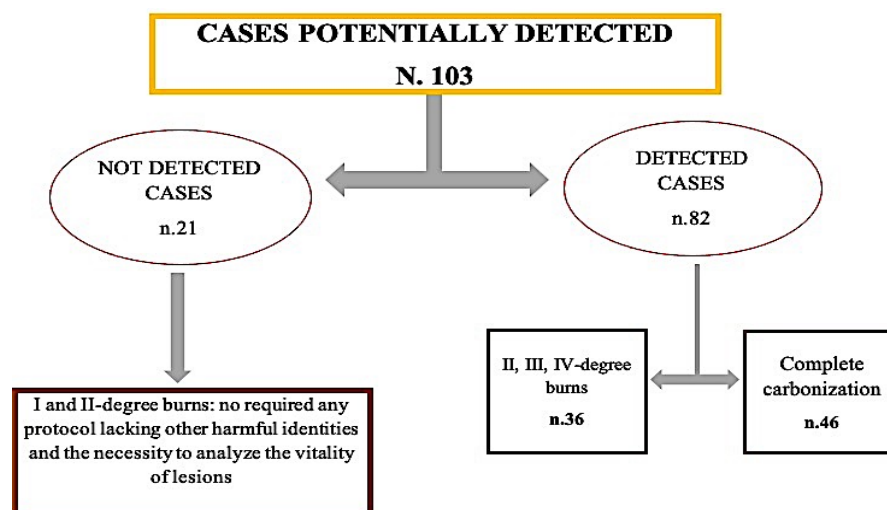 CASES POTENTIALLY DETECTED
N. 103
NOT DETECTED
CASES
n.21
DETECTED
CASES
n.82
I and II-degree burns: no required any
protocol lacking other harmful identities
and the necessity to analyze the vitality
of lesions
II, III, IV-degree
burns
n.36
Complete
carbonization
n.46